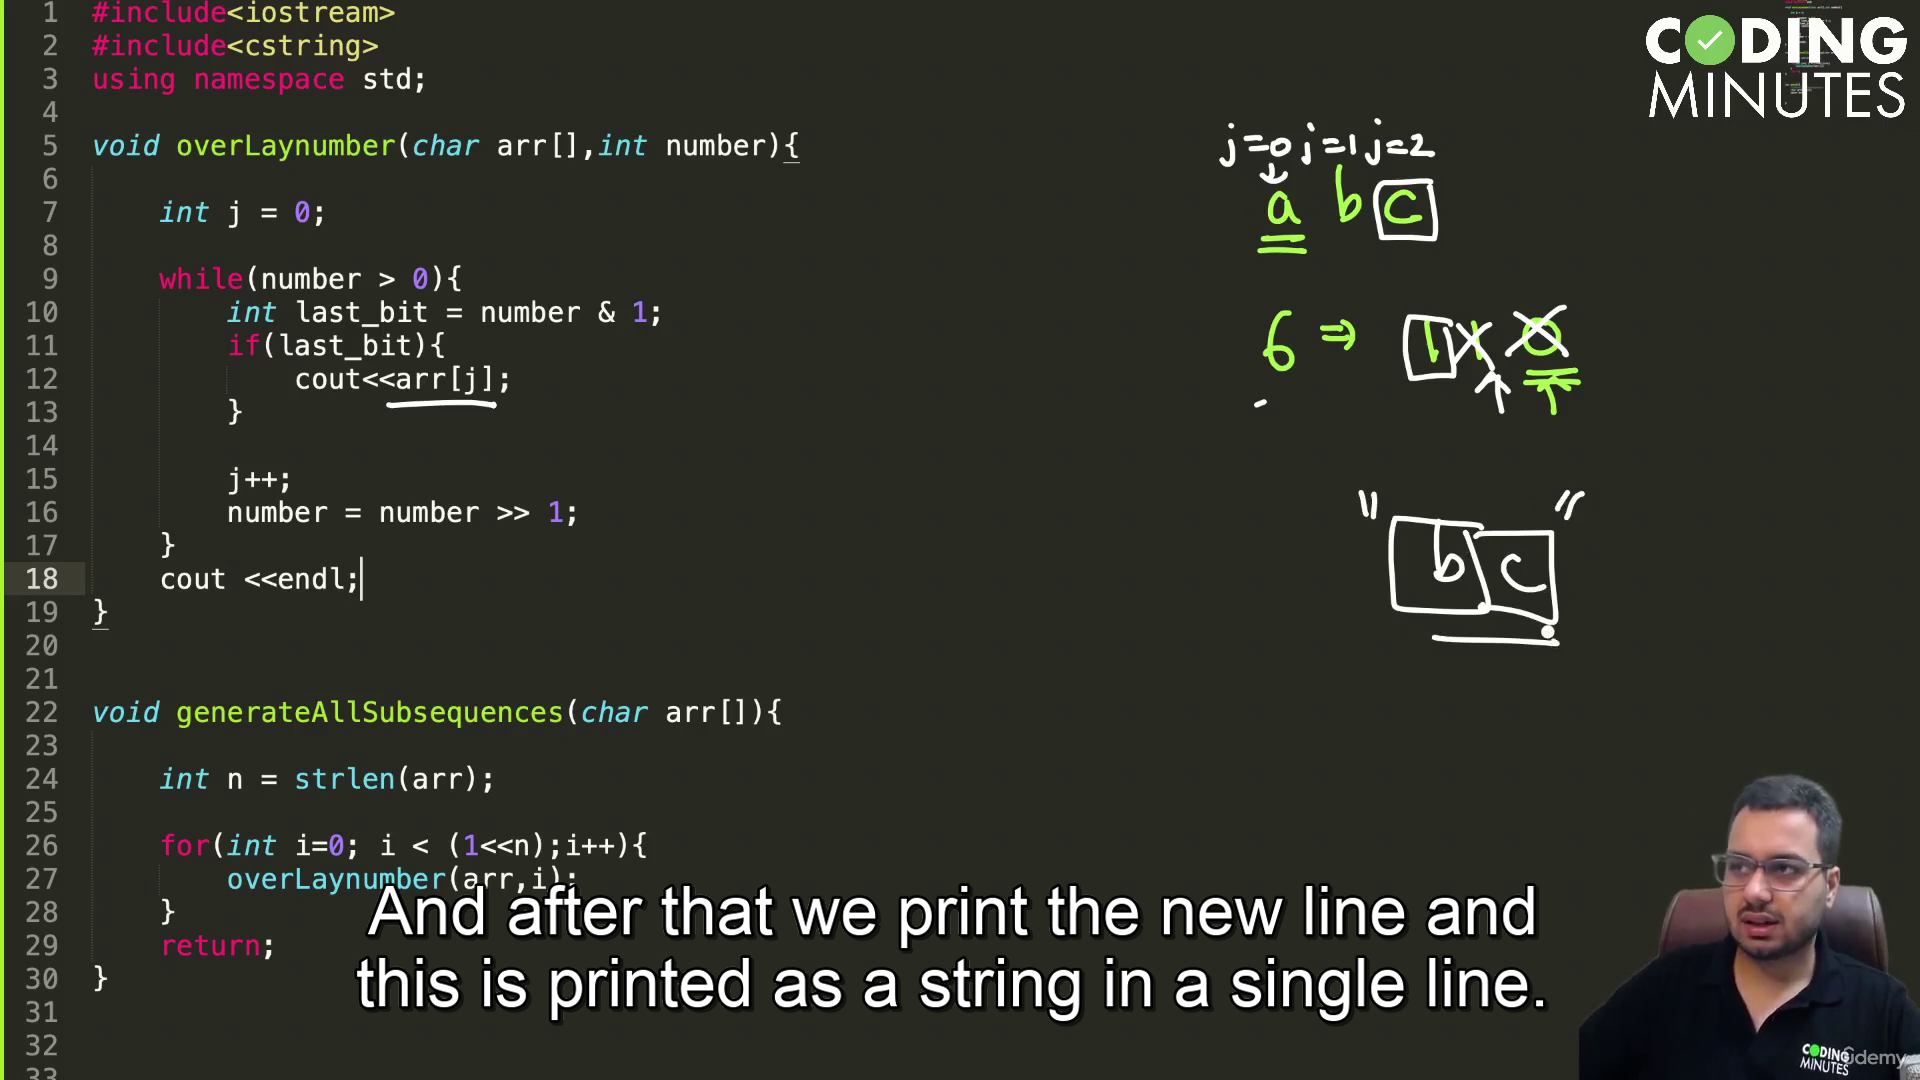 1 #include<iostream>
2 #include<cstring>
3 using namespace std;
4
5 void overLaynumber(char arr[],int number){
6
7 int j = 0;
8
9 while(number > 0){
10 int last_bit = number & 1;
11 if(last_bit){
12 cout<<arr[j];
13 }
14
15 j++;
16 number = number >> 1;
17 }
18 cout <<endl;
19 }
20
21
22 void generateAllSubsequences(char arr[]){
23
24 int n = strlen(arr);
25
26 for(int i=0; i < (1<<n);i++){
27 overLaynumber(arr,i);
28 }
29 return;
30 }
31
32
33
CODING
MINUTES
j=0 j=1 j=2
a b c
6 ⇒ 1 1 0
" b c "
And after that we print the new line and
this is printed as a string in a single line.
CODING
MINUTES
ûdemy